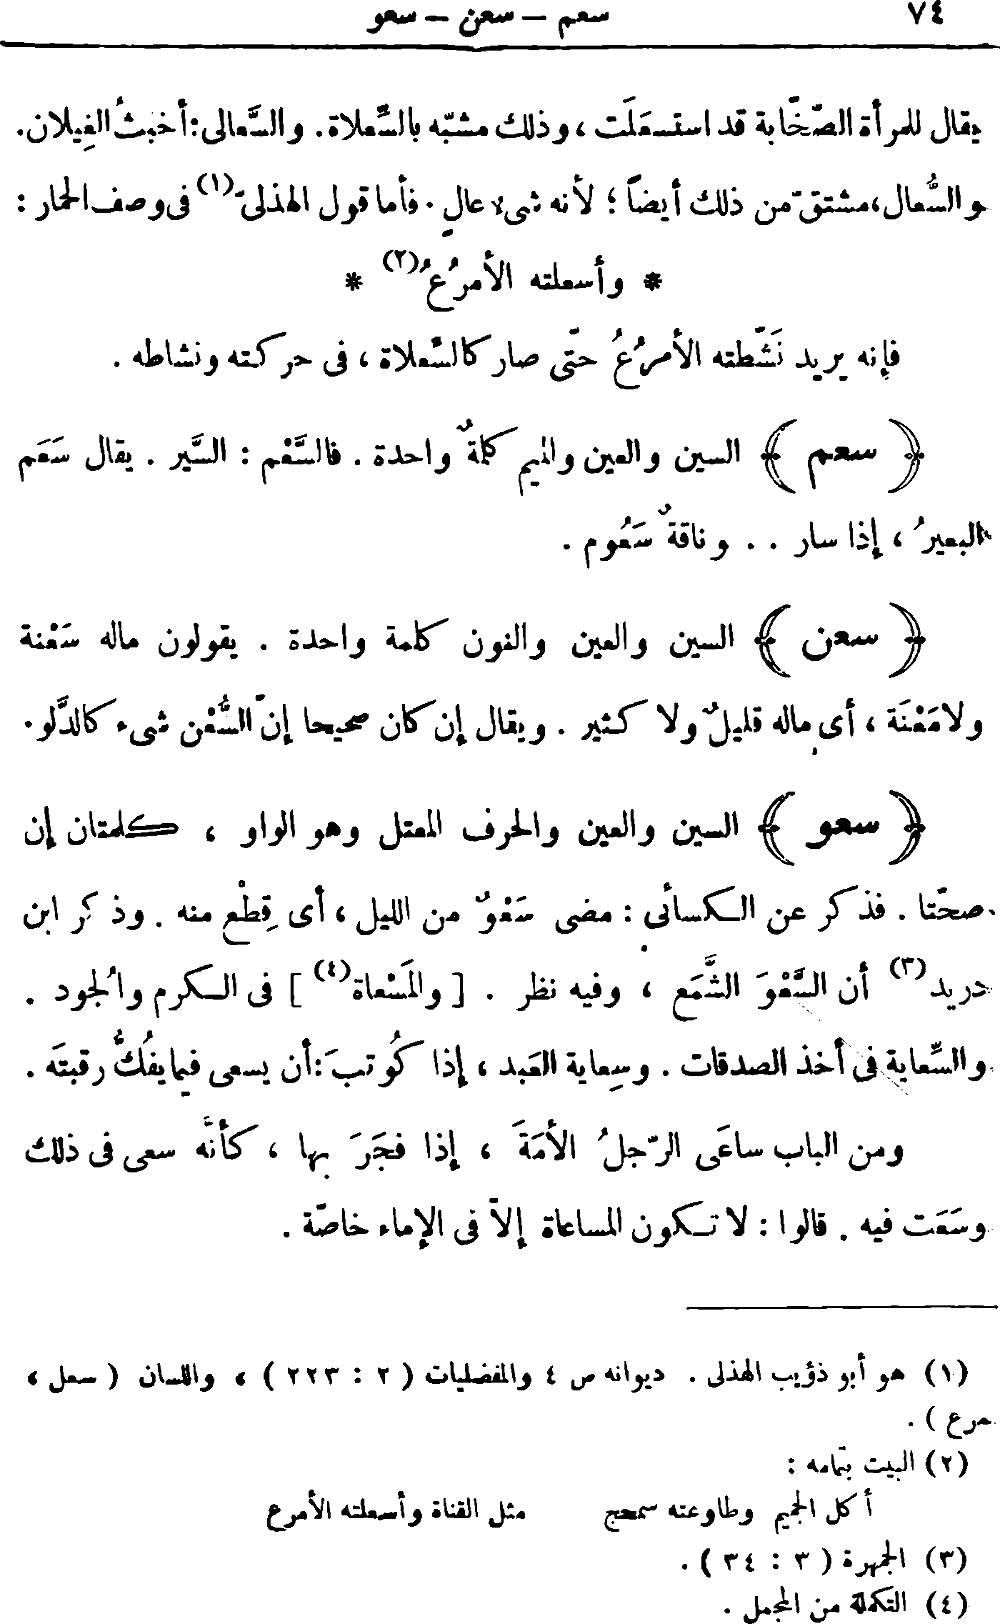 ٧٤ سعم — سعن — سعو
يقال للمرأة الصّخّابة قد استسعَلَت ، وذلك مشبّه بالسِّعلاة. والسَّعالى: أخبثُ الغِيلان.
والسُّعال، مشتقّ من ذلك أيضاً ؛ لأنه شىء عالٍ . فأما قول الهذلىّ(١) فى وصف الحمار :
* وأسعلته الأمرُعُ(٢) *
فإنه يريد نَشّطته الأمرُعُ حتّى صار كالسِّعلاة ، فى حركته ونشاطه .
﴿ سعم ﴾ السين والعين والميم كلمةٌ واحدة . فالسَّعْم : السَّير . يقال سَعَم
البعيرُ ، إذا سار . . وناقةٌ سَعُوم .
﴿ سعن ﴾ السين والعين والنون كلمة واحدة . يقولون ماله سَعْنة
ولا مَعْنَة ، أى ماله قليلٌ ولا كثير . ويقال إن كان صحيحا إنّ السُّعْن شىء كالدَّلو.
﴿ سعو ﴾ السين والعين والحرف المعتل وهو الواو ، كلمتان إن
صحّتا . فذكر عن الكسائى : مضى سَعْوٌ من الليل ، أى قِطْع منه . وذكر ابن
دريد(٣) أن السَّعْوَ الشَّمَع ، وفيه نظر . [ والمَسْعاة(٤) ] فى الكرم والُجود .
والسِّعاية فى أخذ الصدقات . وسِعاية العَبد ، إذا كُوتبَ: أن يسعى فيما يفُكُّ رقبتَه .
ومن الباب ساعَى الرّجلُ الأمَةَ ، إذا فجَرَ بها ، كأنَّه سعى فى ذلك
وسَعَت فيه . قالوا : لا تكون المساعاة إلاّ فى الإماء خاصّة .
(١) هو أبو ذؤيب الهذلى . ديوانه ص ٤ والمفضليات ( ٢ : ٢٢٣ ) ، واللسان ( سعل ،
مرع ) .
(٢) البيت بتمامه :
أكل الجميم وطاوعته سمحج مثل القناة وأسعلته الأمرع
(٣) الجمهرة ( ٣ : ٣٤ ) .
(٤) التكملة من المجمل .